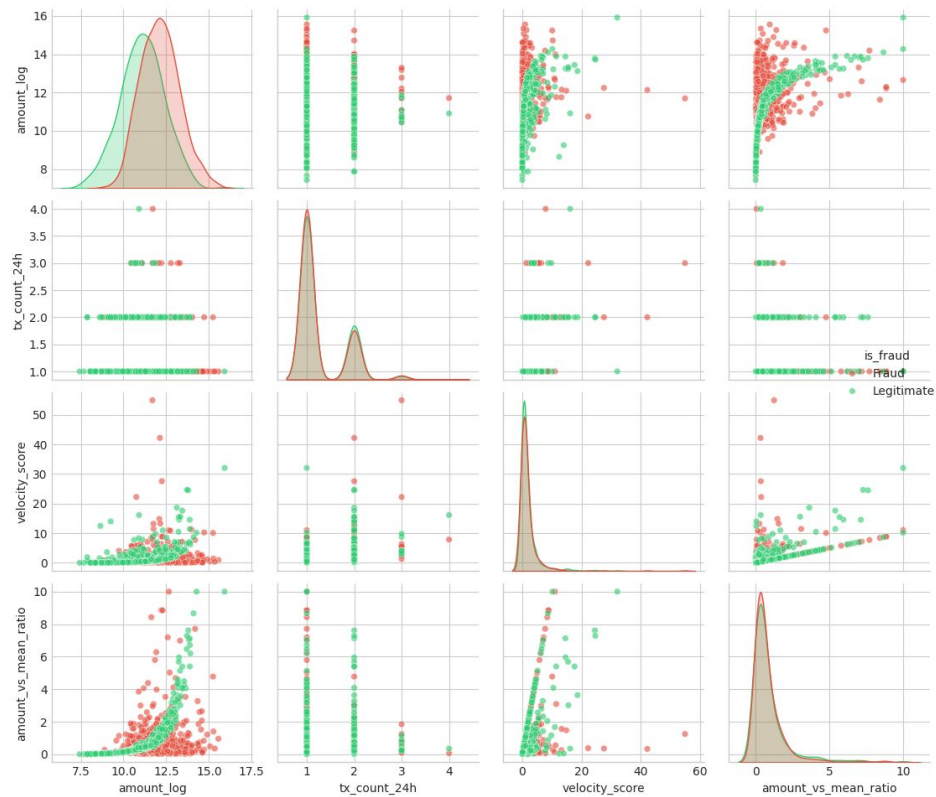 16
14
12
10
8
amount_log
4.0
3.5
3.0
2.5
2.0
1.5
1.0
tx_count_24h
is_fraud
Fraud
Legitimate
50
40
30
20
10
0
velocity_score
10
8
6
4
2
0
amount_vs_mean_ratio
7.5 10.0 12.5 15.0 17.5
amount_log
1 2 3 4
tx_count_24h
0 20 40 60
velocity_score
0 5 10
amount_vs_mean_ratio